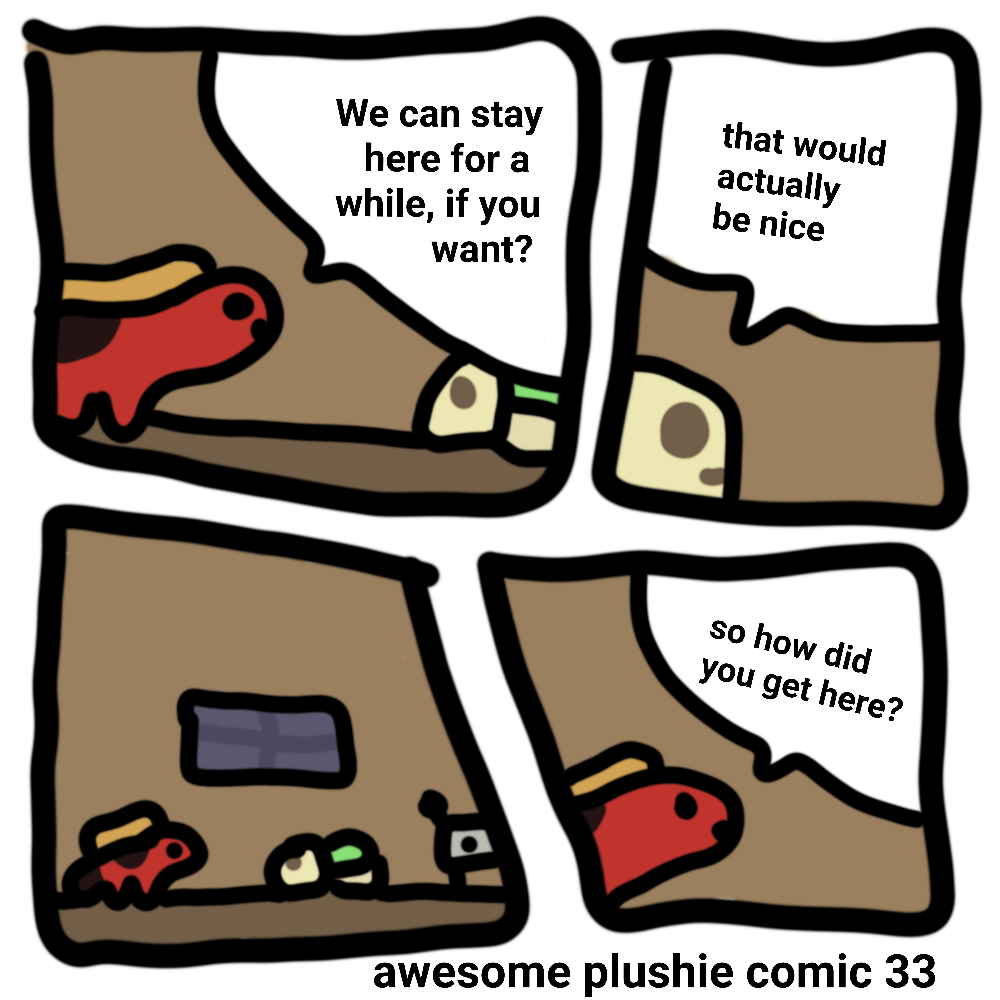 We can stay
here for a
while, if you
want?
that would
actually
be nice
so how did
you get here?
awesome plushie comic 33